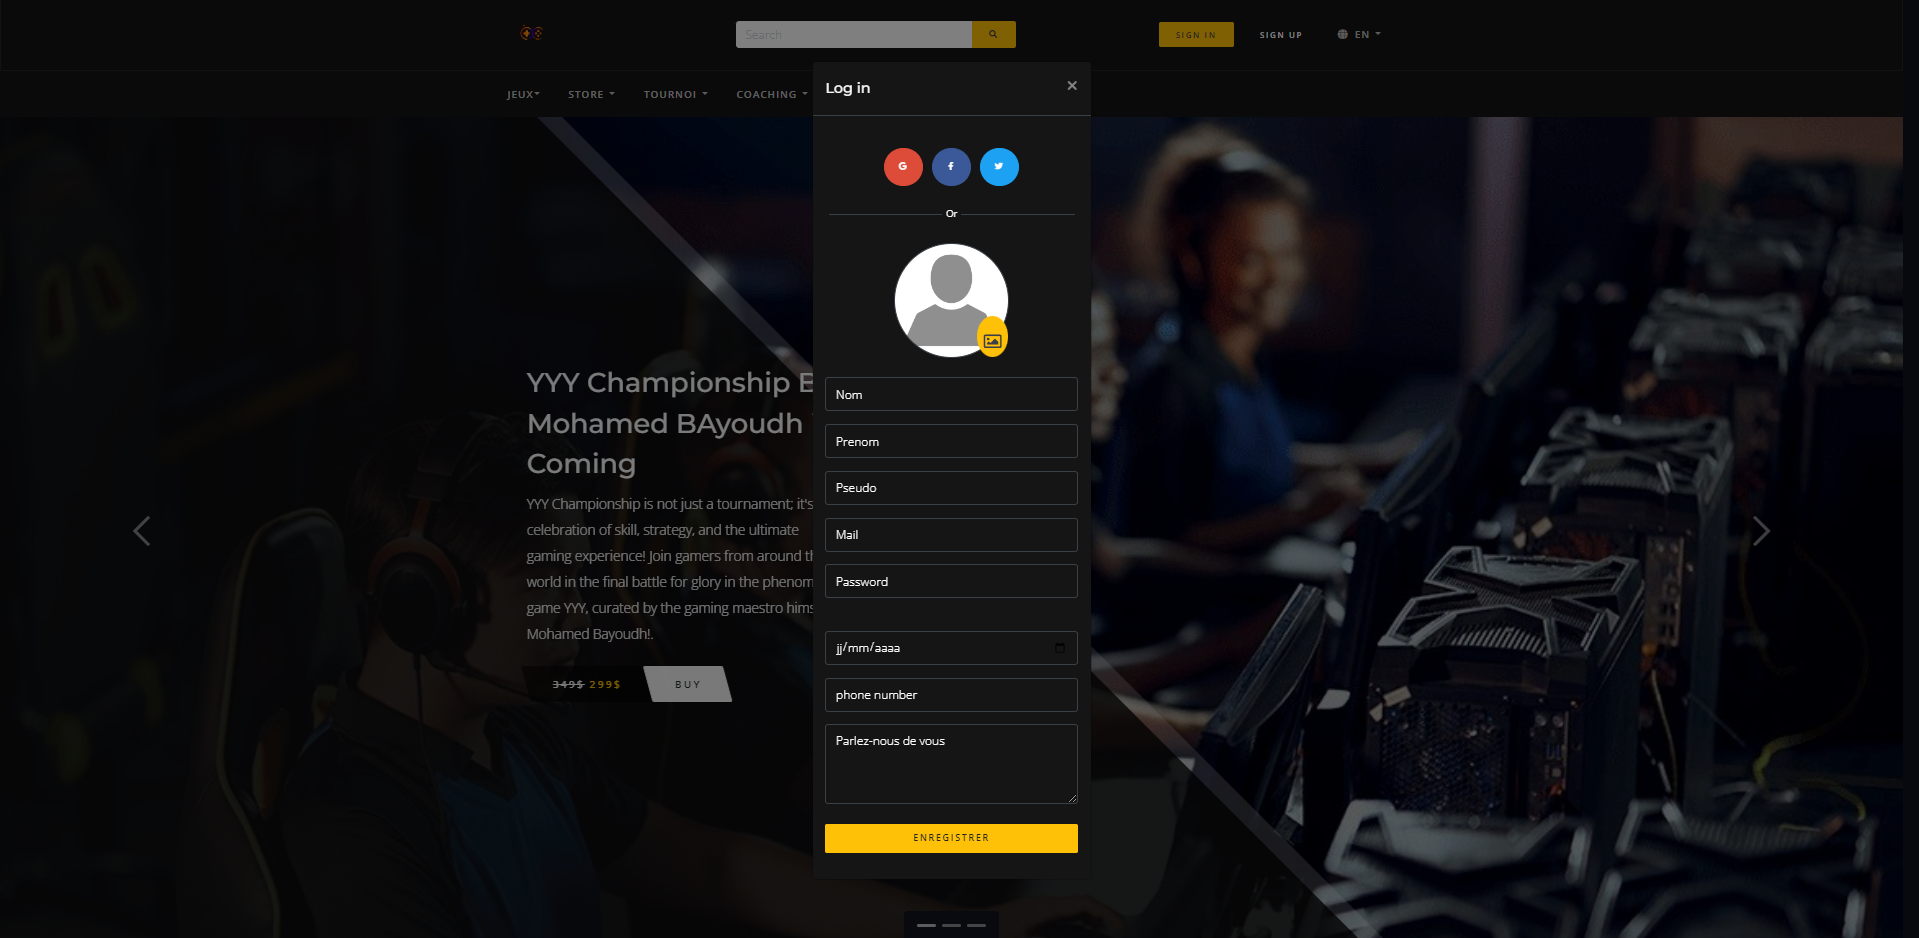 Search
SIGN IN
SIGN UP
EN
JEUX
STORE
TOURNOI
COACHING
Log in
×
G
f
Or
YYY Championship B
Mohamed BAyoudh
Coming
YYY Championship is not just a tournament; it's
celebration of skill, strategy, and the ultimate
gaming experience! Join gamers from around th
world in the final battle for glory in the phenom
game YYY, curated by the gaming maestro hims
Mohamed Bayoudh!.
349$ 299$
BUY
Nom
Prenom
Pseudo
Mail
Password
jj/mm/aaaa
phone number
Parlez-nous de vous
ENREGISTRER